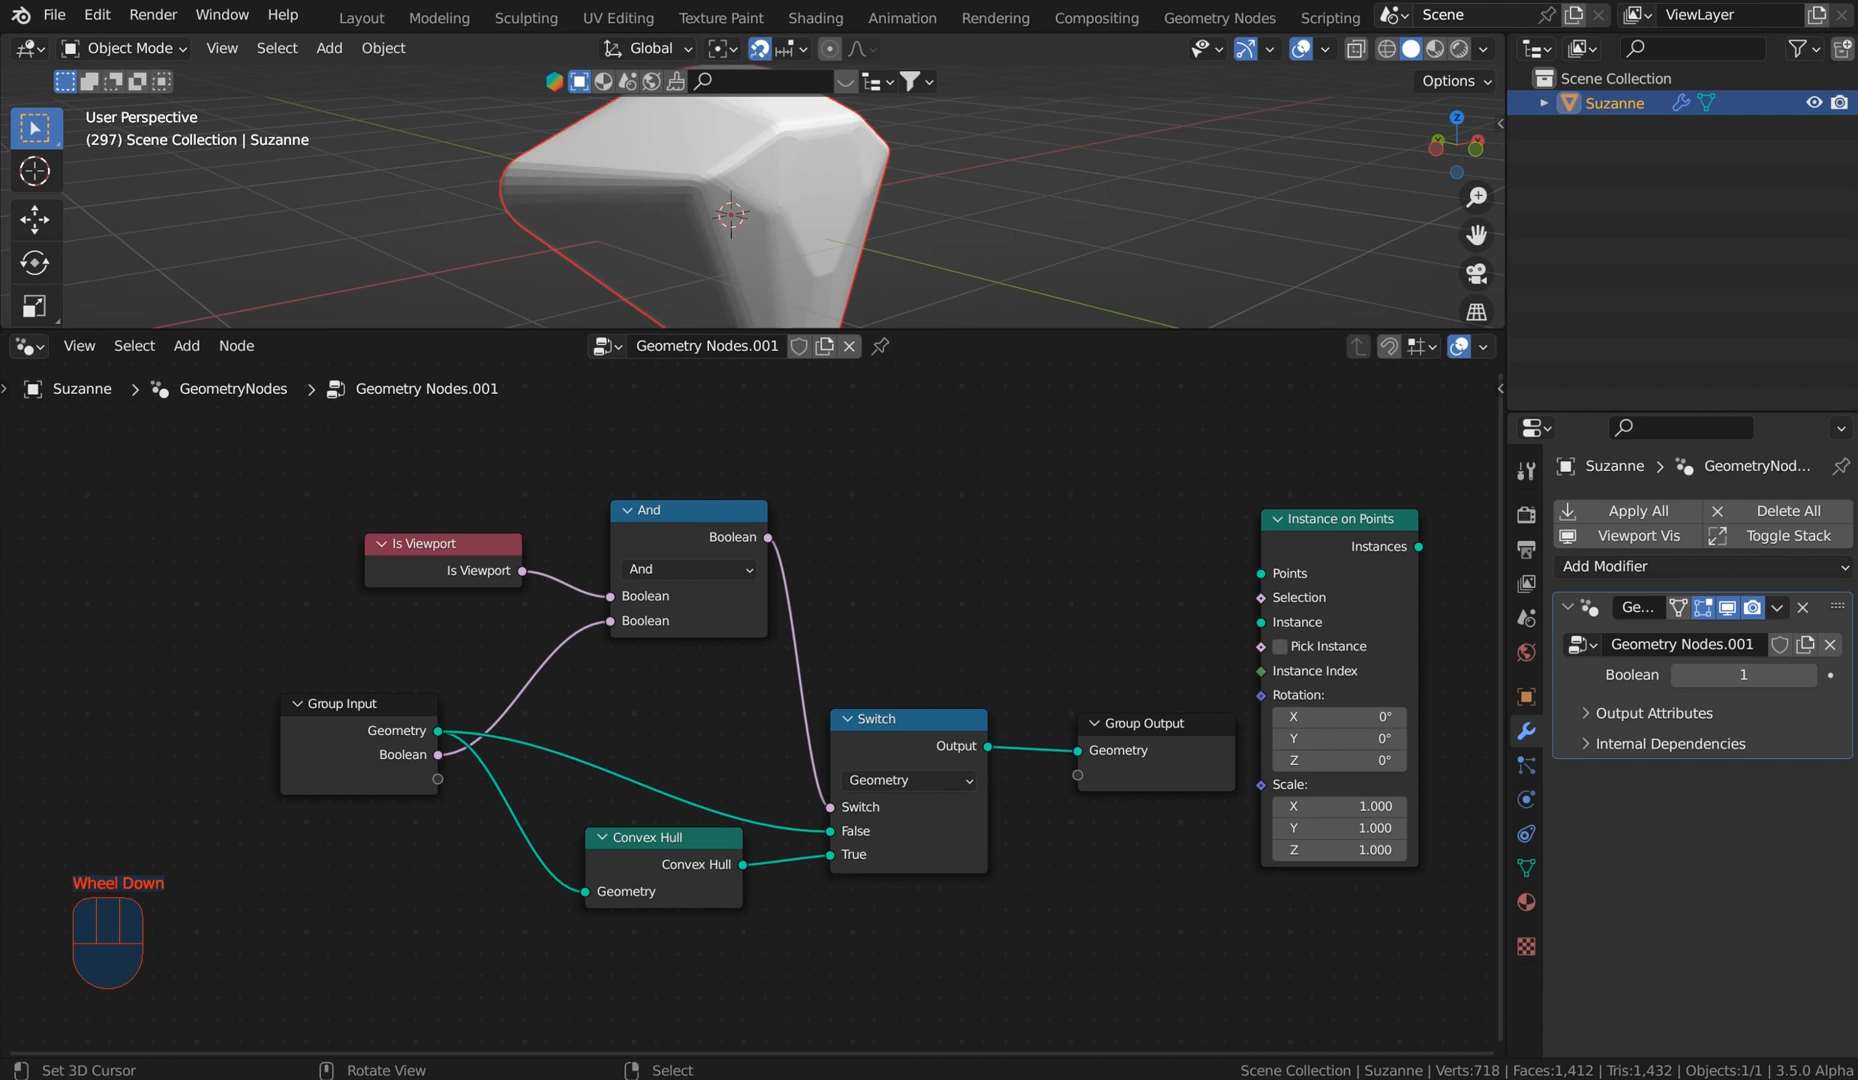 File Edit Render Window Help Layout Modeling Sculpting UV Editing Texture Paint Shading Animation Rendering Compositing Geometry Nodes Scripting Scene ViewLayer
Object Mode View Select Add Object Global
Options
Scene Collection
Suzanne
User Perspective
(297) Scene Collection | Suzanne
Z
View Select Add Node Geometry Nodes.001
Suzanne GeometryNodes Geometry Nodes.001
Is Viewport
Is Viewport
And
Boolean
And
Boolean
Boolean
Group Input
Geometry
Boolean
Convex Hull
Convex Hull
Geometry
Switch
Output
Geometry
Switch
False
True
Group Output
Geometry
Instance on Points
Instances
Points
Selection
Instance
Pick Instance
Instance Index
Rotation:
X 0°
Y 0°
Z 0°
Scale:
X 1.000
Y 1.000
Z 1.000
Suzanne GeometryNod...
Apply All Delete All
Viewport Vis Toggle Stack
Add Modifier
Ge...
Geometry Nodes.001
Boolean 1
Output Attributes
Internal Dependencies
Wheel Down
Set 3D Cursor Rotate View Select Scene Collection | Suzanne | Verts:718 | Faces:1,412 | Tris:1,432 | Objects:1/1 | 3.5.0 Alpha